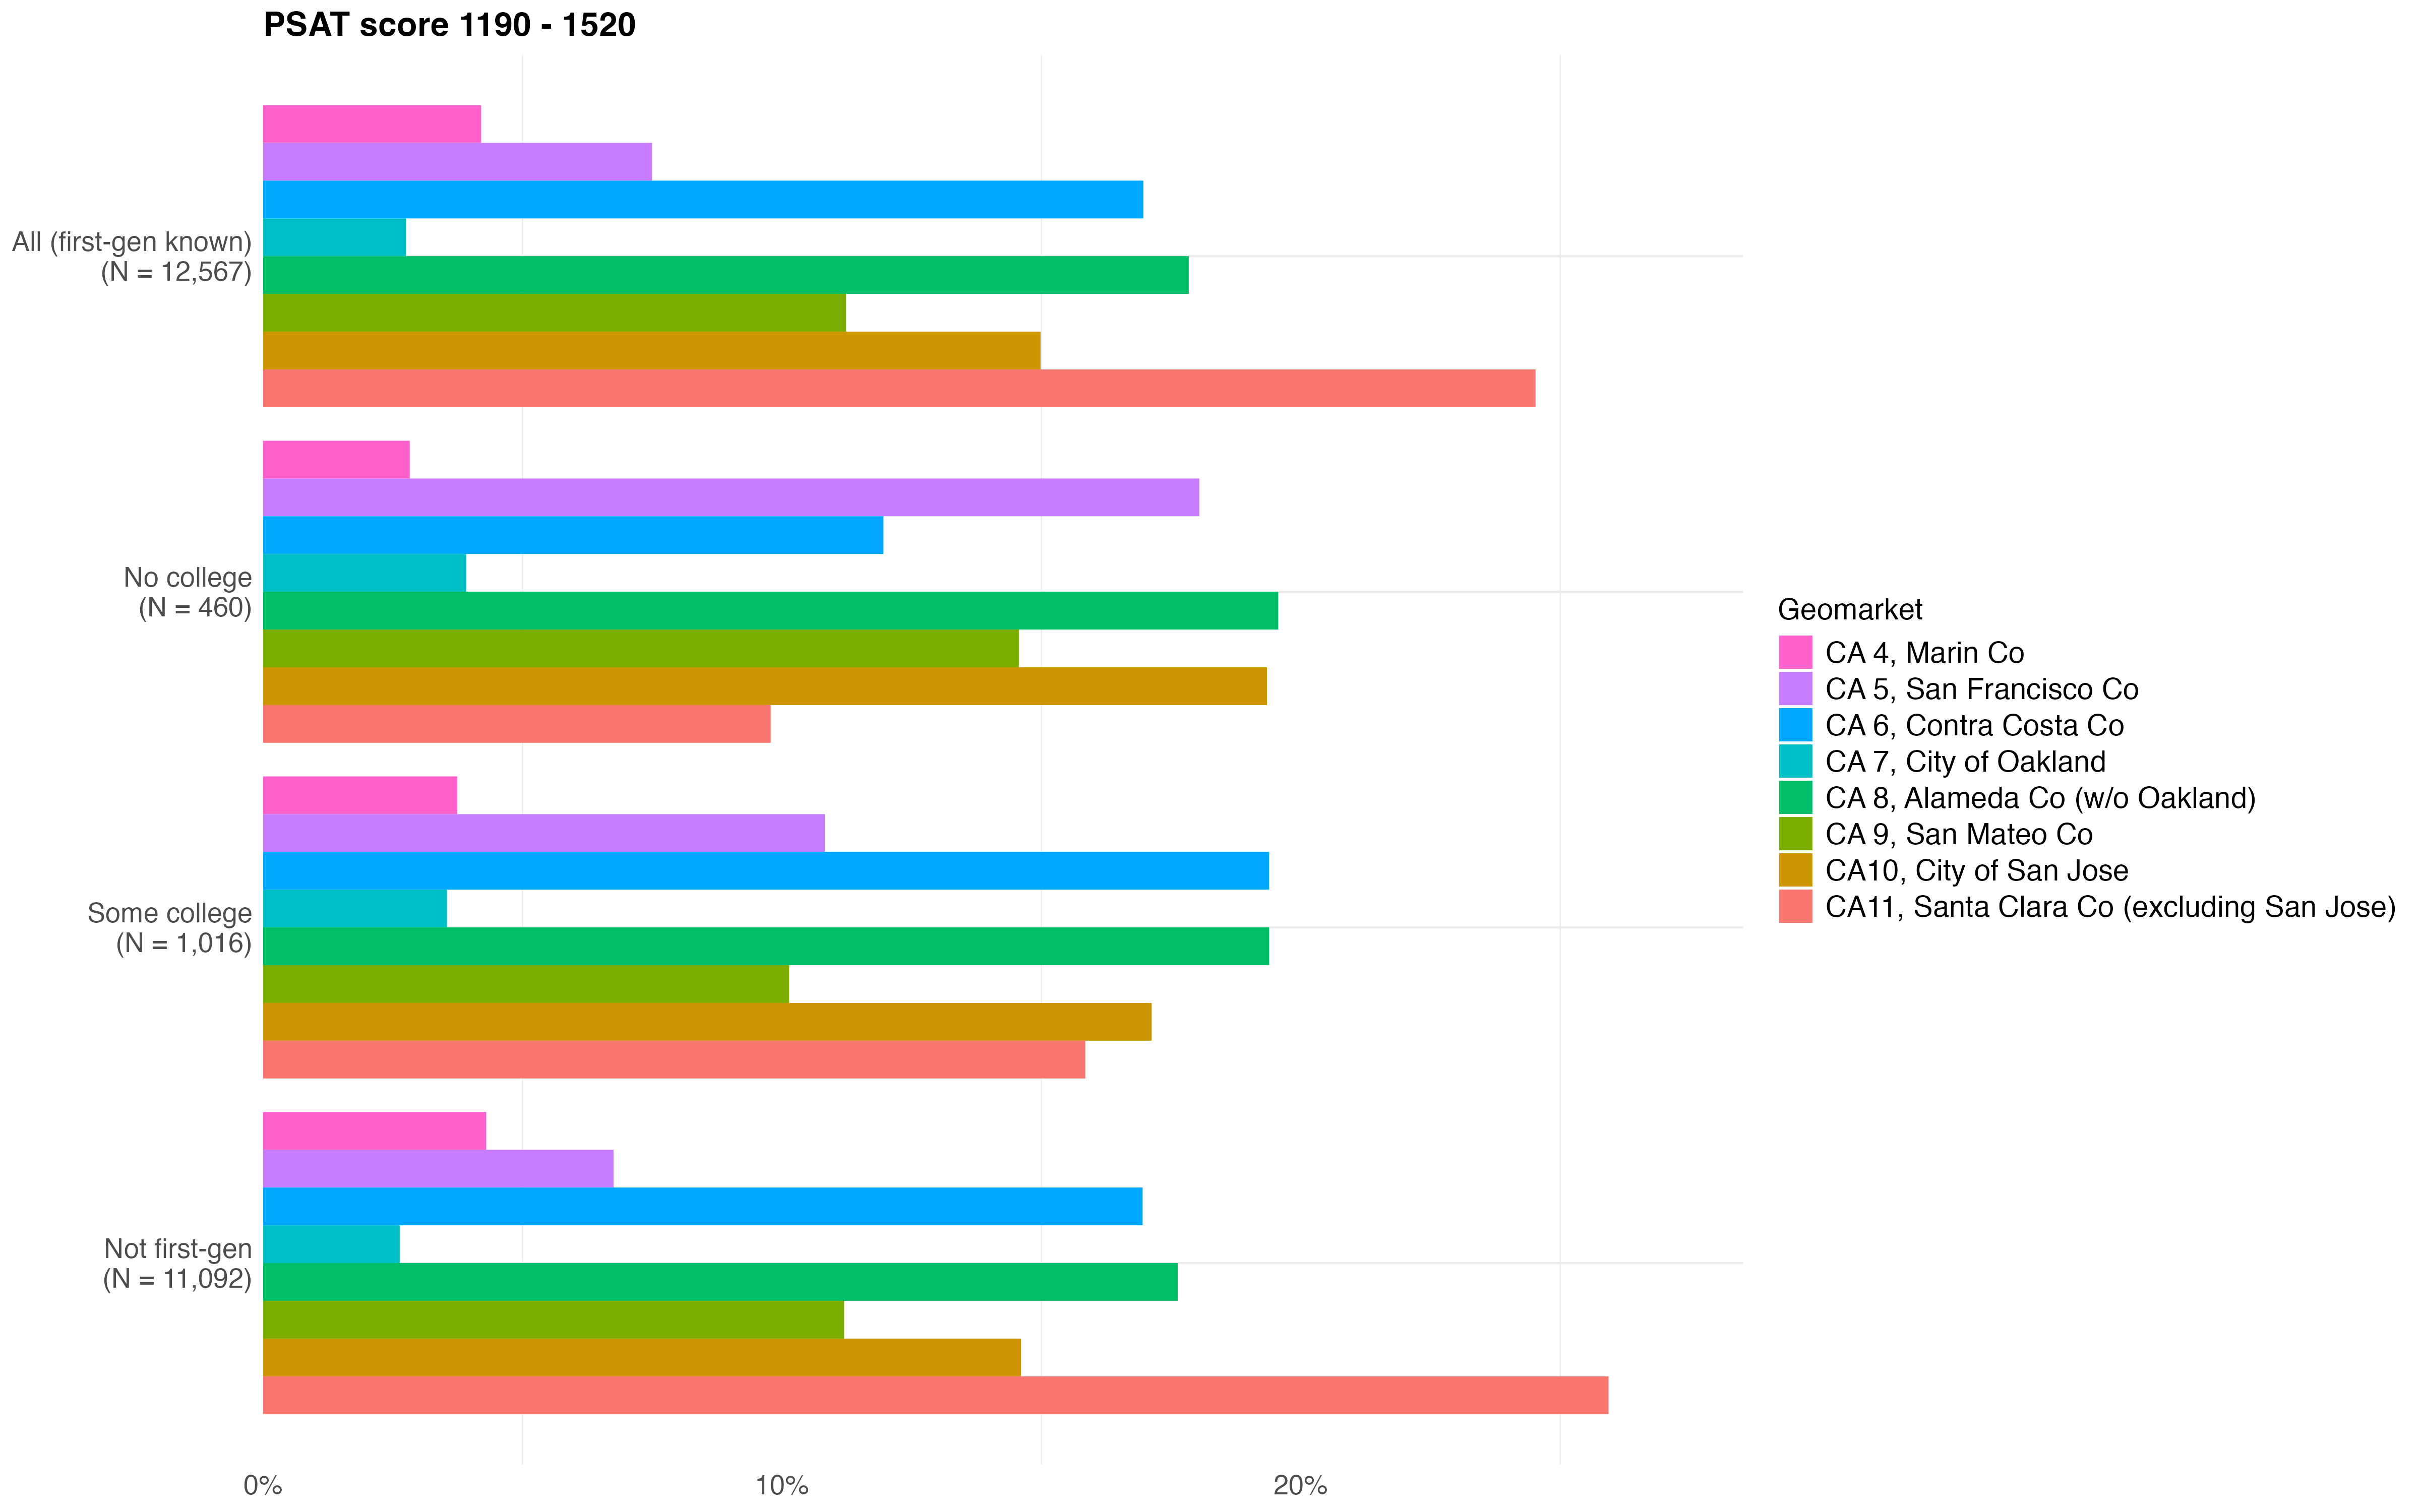 PSAT score 1190 - 1520
All (first-gen known)
(N = 12,567)
No college
(N = 460)
Some college
(N = 1,016)
Not first-gen
(N = 11,092)
0%
10%
20%
Geomarket
CA 4, Marin Co
CA 5, San Francisco Co
CA 6, Contra Costa Co
CA 7, City of Oakland
CA 8, Alameda Co (w/o Oakland)
CA 9, San Mateo Co
CA10, City of San Jose
CA11, Santa Clara Co (excluding San Jose)